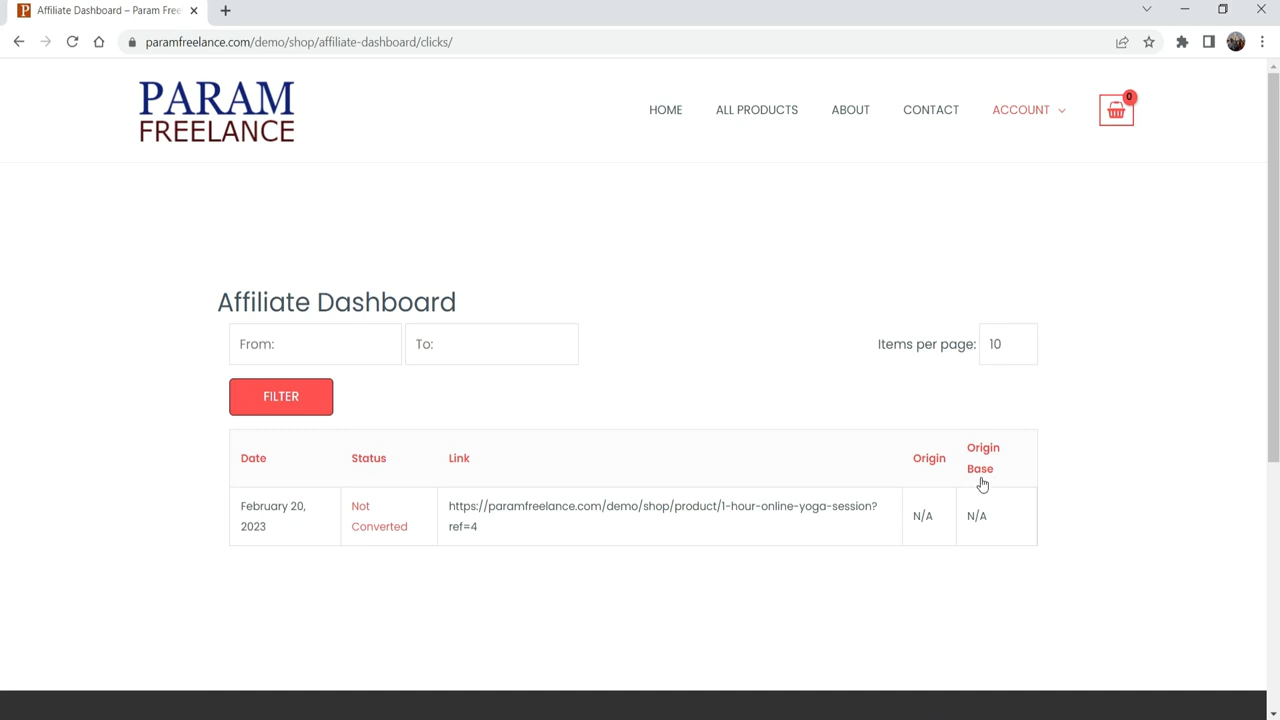 Affiliate Dashboard – Param Free
paramfreelance.com/demo/shop/affiliate-dashboard/clicks/
PARAM
FREELANCE
HOME
ALL PRODUCTS
ABOUT
CONTACT
ACCOUNT
0
Affiliate Dashboard
From:
To:
Items per page:
10
FILTER
Date
Status
Link
Origin
Origin
Base
February 20,
2023
Not
Converted
https://paramfreelance.com/demo/shop/product/1-hour-online-yoga-session?
ref=4
N/A
N/A